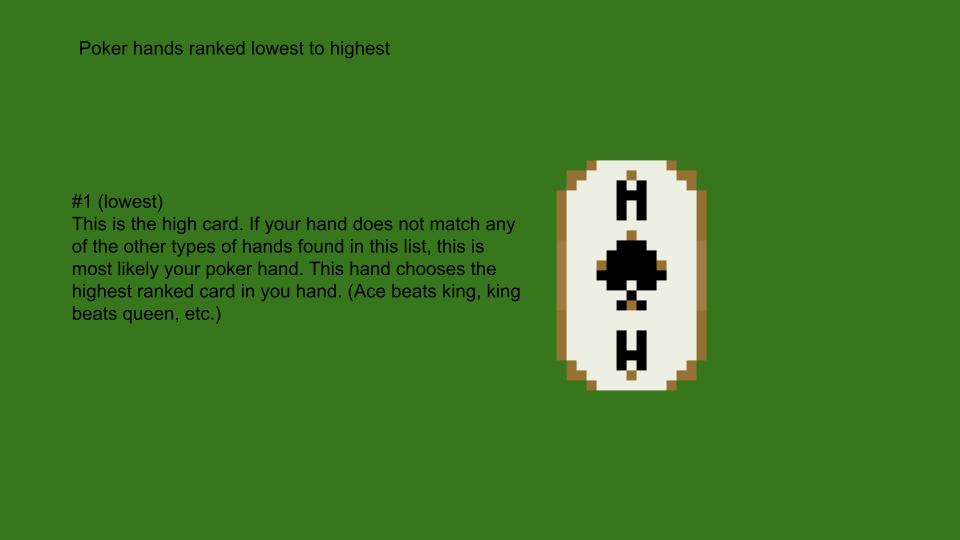 Poker hands ranked lowest to highest
#1 (lowest)
This is the high card. If your hand does not match any
of the other types of hands found in this list, this is
most likely your poker hand. This hand chooses the
highest ranked card in you hand. (Ace beats king, king
beats queen, etc.)
H
H